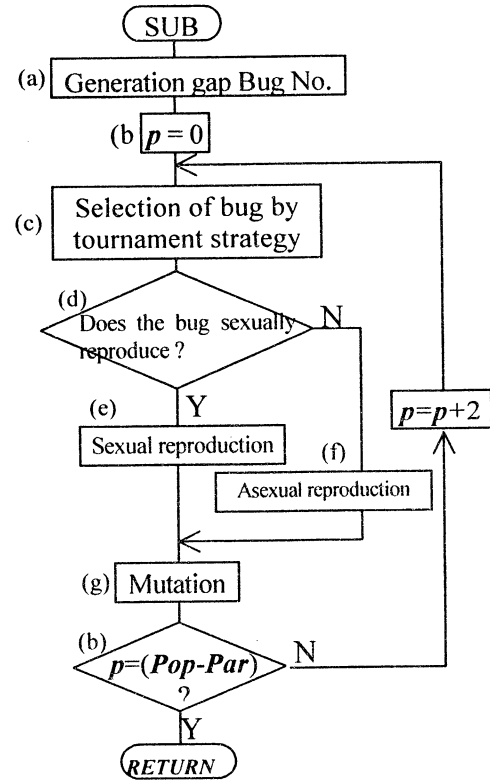 SUB
(a) Generation gap Bug No.
(b p = 0
(c) Selection of bug by
tournament strategy
(d)
Does the bug sexually
reproduce ?
N
Y
(e)
Sexual reproduction
(f)
Asexual reproduction
p=p+2
(g) Mutation
(b)
p=(Pop-Par)
?
N
Y
RETURN